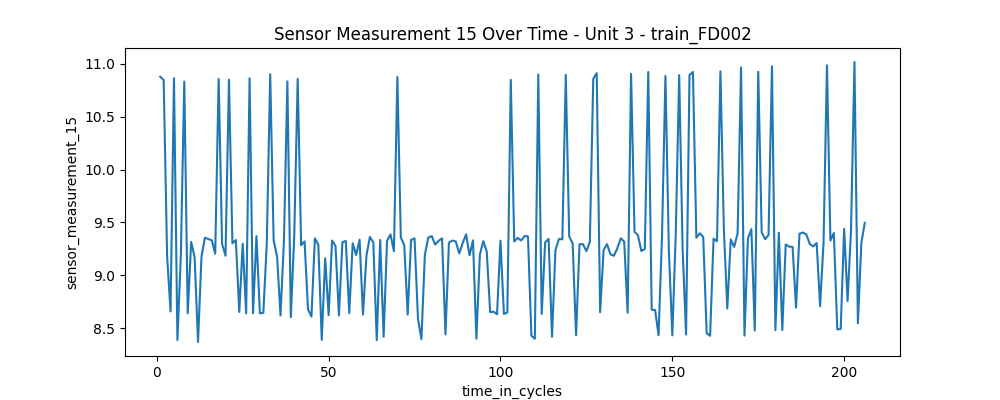 Sensor Measurement 15 Over Time - Unit 3 - train_FD002
11.0
10.5
10.0
9.5
9.0
8.5
sensor_measurement_15
0 50 100 150 200
time_in_cycles